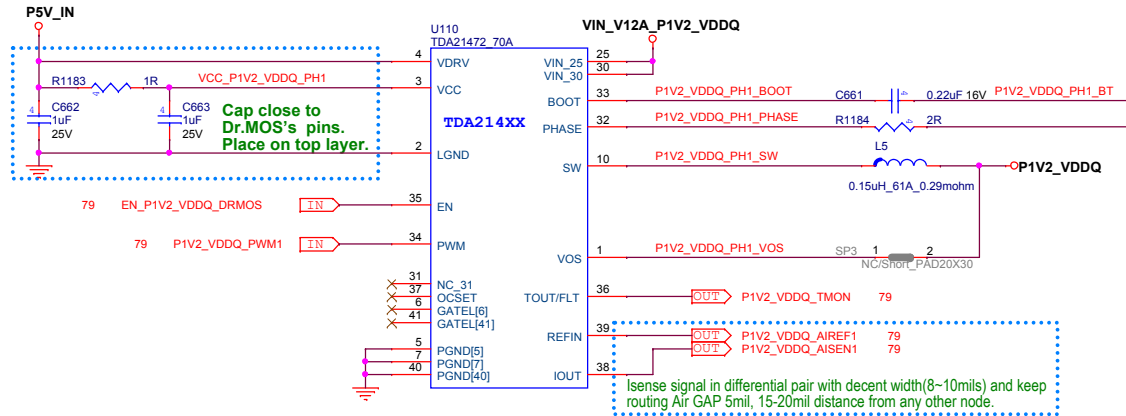 P5V_IN
U110
TDA21472_70A
VIN_V12A_P1V2_VDDQ
4
VDRV
VIN_25
25
VIN_30
30
R1183
1R
VCC_P1V2_VDDQ_PH1
3
VCC
BOOT
33
P1V2_VDDQ_PH1_BOOT
C661
4
0.22uF 16V
P1V2_VDDQ_PH1_BT
4
4
C662
1uF
25V
4
C663
1uF
25V
Cap close to
Dr.MOS's pins.
Place on top layer.
TDA214XX
PHASE
32
P1V2_VDDQ_PH1_PHASE
R1184
4
2R
2
LGND
SW
10
P1V2_VDDQ_PH1_SW
L5
0.15uH_61A_0.29mohm
P1V2_VDDQ
79
EN_P1V2_VDDQ_DRMOS
IN
35
EN
79
P1V2_VDDQ_PWM1
IN
34
PWM
VOS
1
P1V2_VDDQ_PH1_VOS
SP3
1
2
NC/Short_PAD20X30
31
NC_31
37
OCSET
6
GATEL[6]
41
GATEL[41]
TOUT/FLT
36
OUT
P1V2_VDDQ_TMON
79
5
PGND[5]
7
PGND[7]
40
PGND[40]
REFIN
39
OUT
P1V2_VDDQ_AIREF1
79
IOUT
38
OUT
P1V2_VDDQ_AISEN1
79
Isense signal in differential pair with decent width(8~10mils) and keep
routing Air GAP 5mil, 15-20mil distance from any other node.